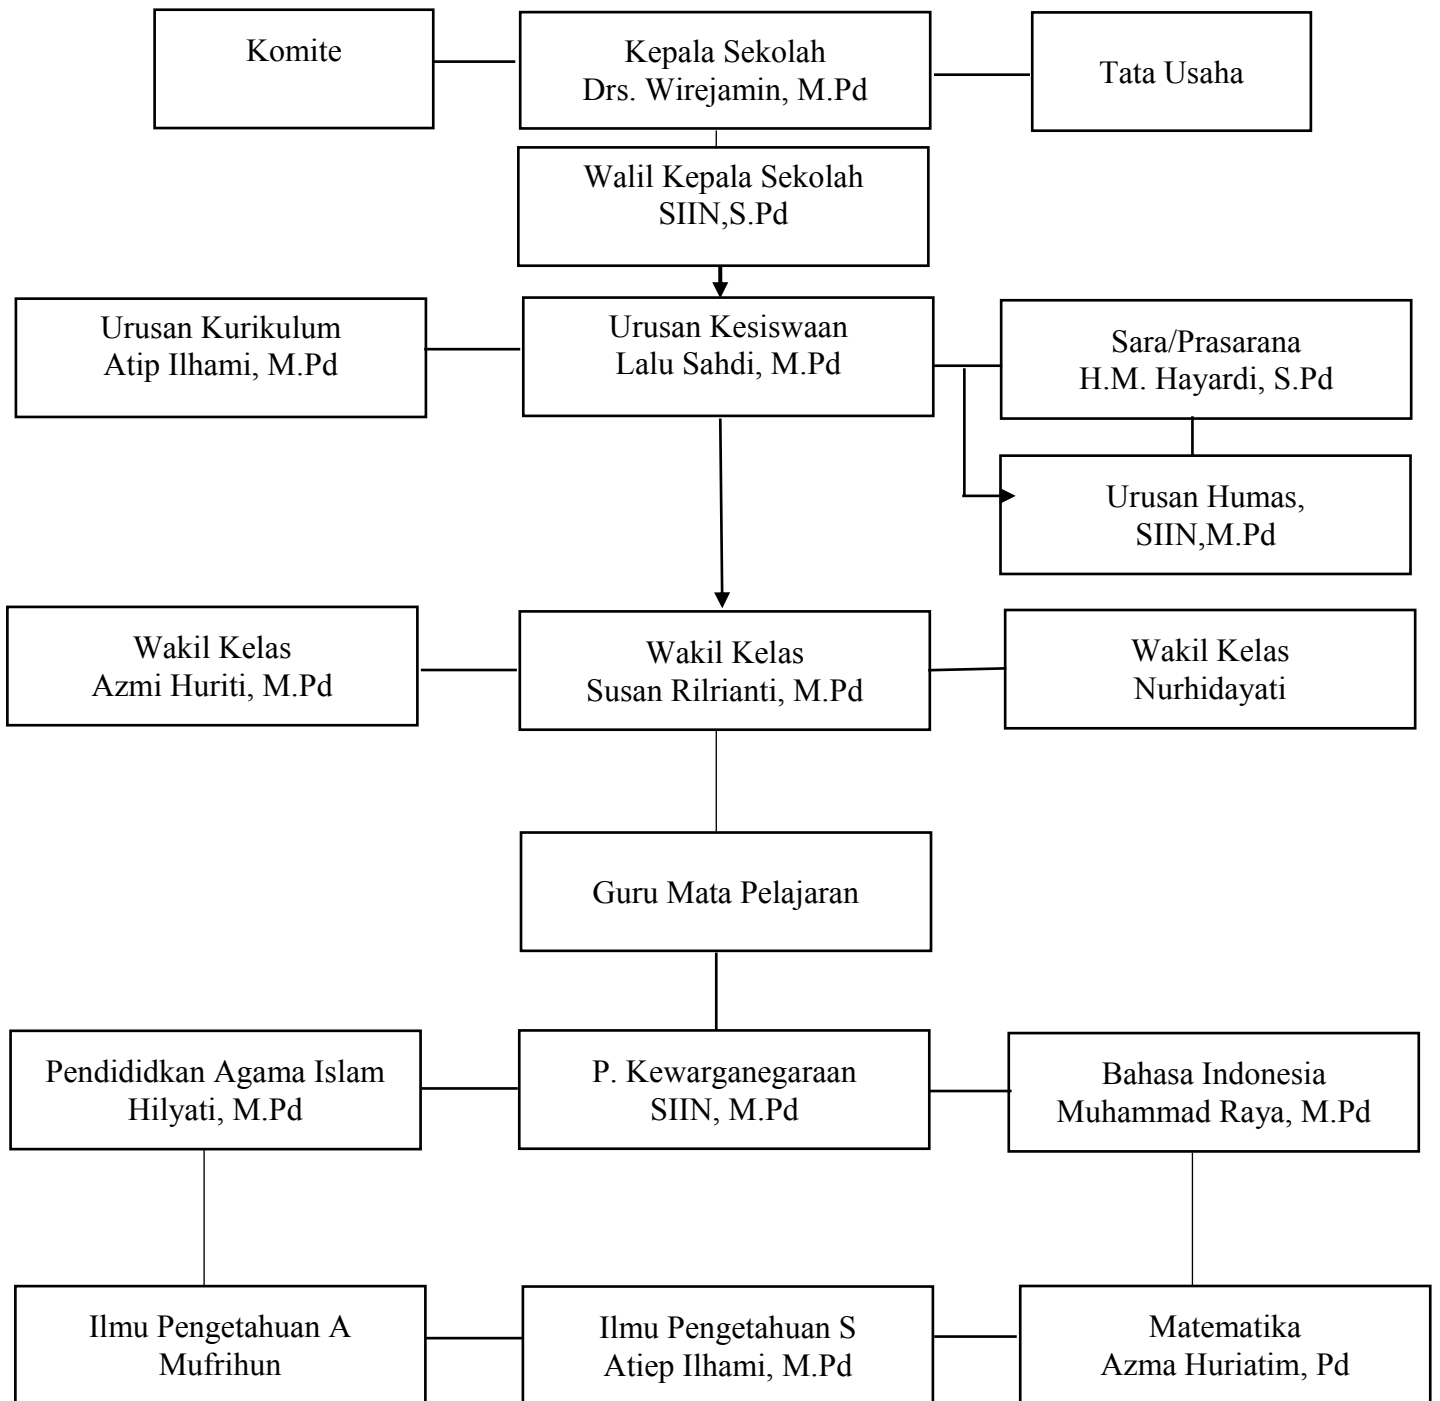 Komite
Kepala Sekolah
Drs. Wirejamin, M.Pd
Tata Usaha
Walil Kepala Sekolah
SIIN,S.Pd
Urusan Kurikulum
Atip Ilhami, M.Pd
Urusan Kesiswaan
Lalu Sahdi, M.Pd
Sara/Prasarana
H.M. Hayardi, S.Pd
Urusan Humas,
SIIN,M.Pd
Wakil Kelas
Azmi Huriti, M.Pd
Wakil Kelas
Susan Rilrianti, M.Pd
Wakil Kelas
Nurhidayati
Guru Mata Pelajaran
Pendididkan Agama Islam
Hilyati, M.Pd
P. Kewarganegaraan
SIIN, M.Pd
Bahasa Indonesia
Muhammad Raya, M.Pd
Ilmu Pengetahuan A
Mufrihun
Ilmu Pengetahuan S
Atiep Ilhami, M.Pd
Matematika
Azma Huriatim, Pd